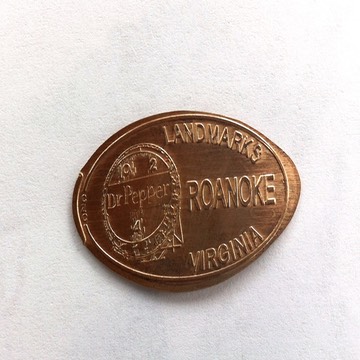 LANDMARKS
ROANOKE
VIRGINIA
10 2
Dr Pepper
4